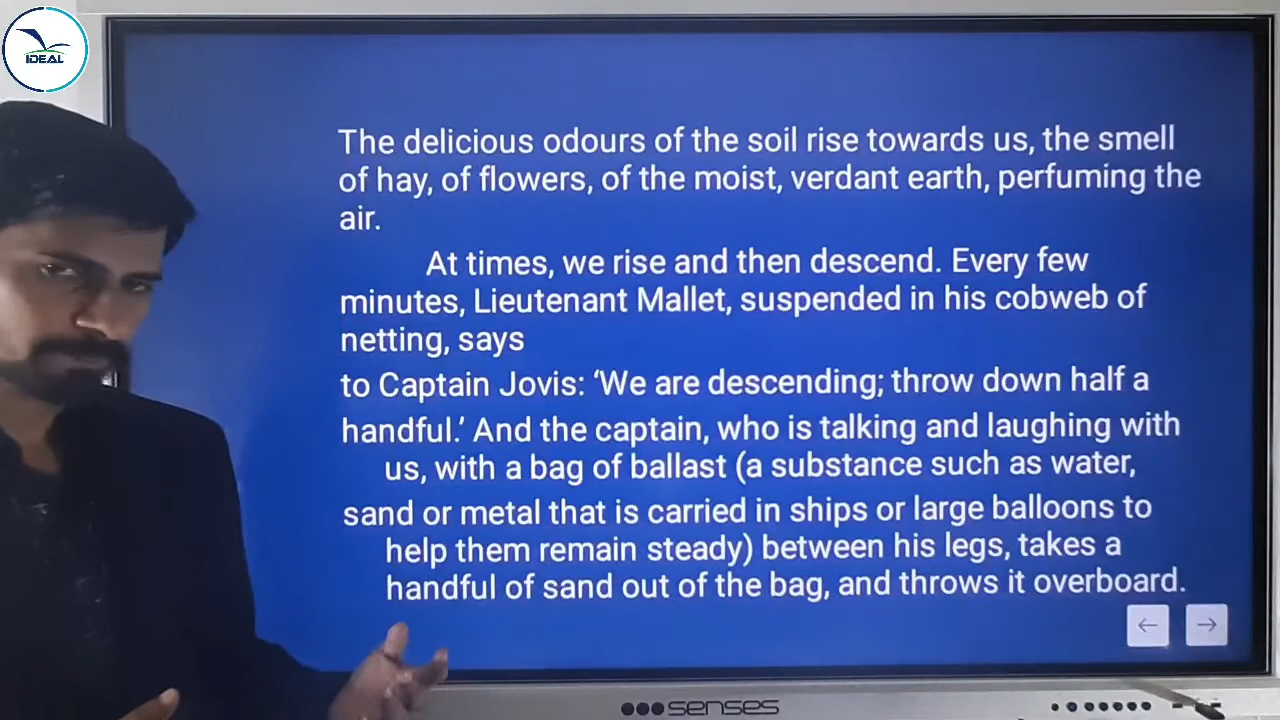 IDEAL
The delicious odours of the soil rise towards us, the smell
of hay, of flowers, of the moist, verdant earth, perfuming the
air.
At times, we rise and then descend. Every few
minutes, Lieutenant Mallet, suspended in his cobweb of
netting, says
to Captain Jovis: ‘We are descending; throw down half a
handful.’ And the captain, who is talking and laughing with
us, with a bag of ballast (a substance such as water,
sand or metal that is carried in ships or large balloons to
help them remain steady) between his legs, takes a
handful of sand out of the bag, and throws it overboard.
senses